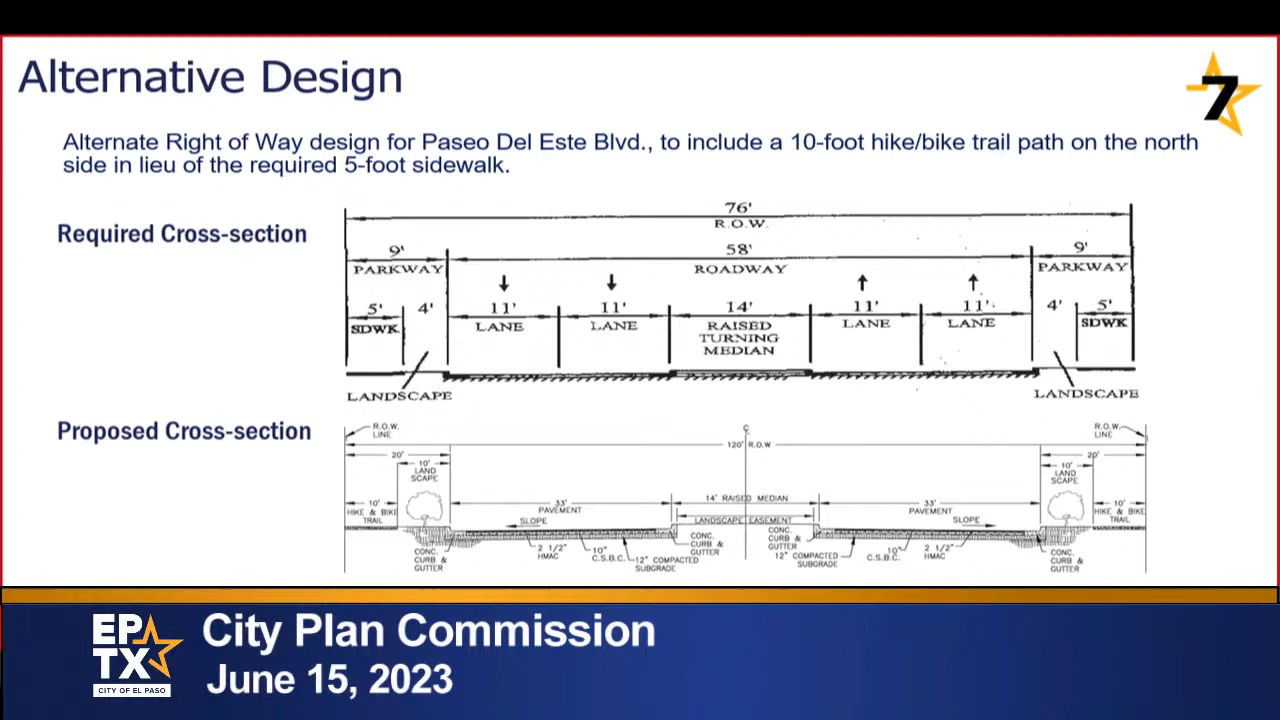 Alternative Design
7
Alternate Right of Way design for Paseo Del Este Blvd., to include a 10-foot hike/bike trail path on the north
side in lieu of the required 5-foot sidewalk.
Required Cross-section
76'
R.O.W.
9' 58' 9'
PARKWAY ROADWAY PARKWAY
5' 4' 11' 11' 14' 11' 11' 4' 5'
SDWK LANE LANE RAISED LANE LANE SDWK
TURNING
MEDIAN
LANDSCAPE LANDSCAPE
Proposed Cross-section
R.O.W. R.O.W.
LINE LINE
120' R.O.W
20' 20'
10' 10'
LAND LAND
SCAPE SCAPE
10' 33' 14' RAISED MEDIAN 33' 10'
HIKE & BIKE PAVEMENT PAVEMENT HIKE & BIKE
TRAIL SLOPE LANDSCAPE EASEMENT SLOPE TRAIL
CONC. CURB & GUTTER
2 1/2" HMAC
10" C.S.B.C.
12" COMPACTED SUBGRADE
CONC. CURB & GUTTER
CONC. CURB & GUTTER
12" COMPACTED SUBGRADE
10" C.S.B.C.
2 1/2" HMAC
CONC. CURB & GUTTER
EP
TX
CITY OF EL PASO
City Plan Commission
June 15, 2023